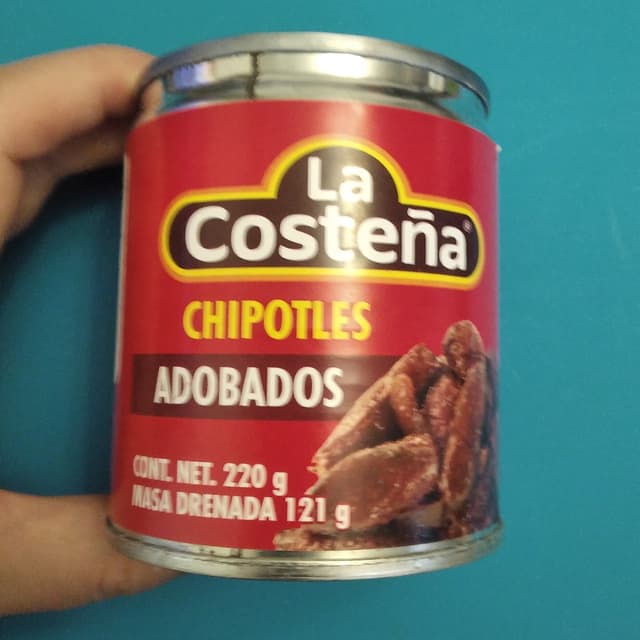 La
Costeña®
CHIPOTLES
ADOBADOS
CONT. NET. 220 g
MASA DRENADA 121 g